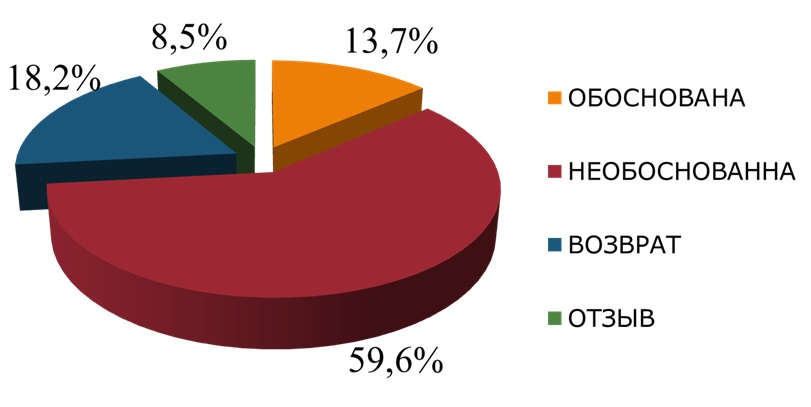 8,5%
13,7%
18,2%
ОБОСНОВАНА
НЕОБОСНОВАННА
ВОЗВРАТ
ОТЗЫВ
59,6%